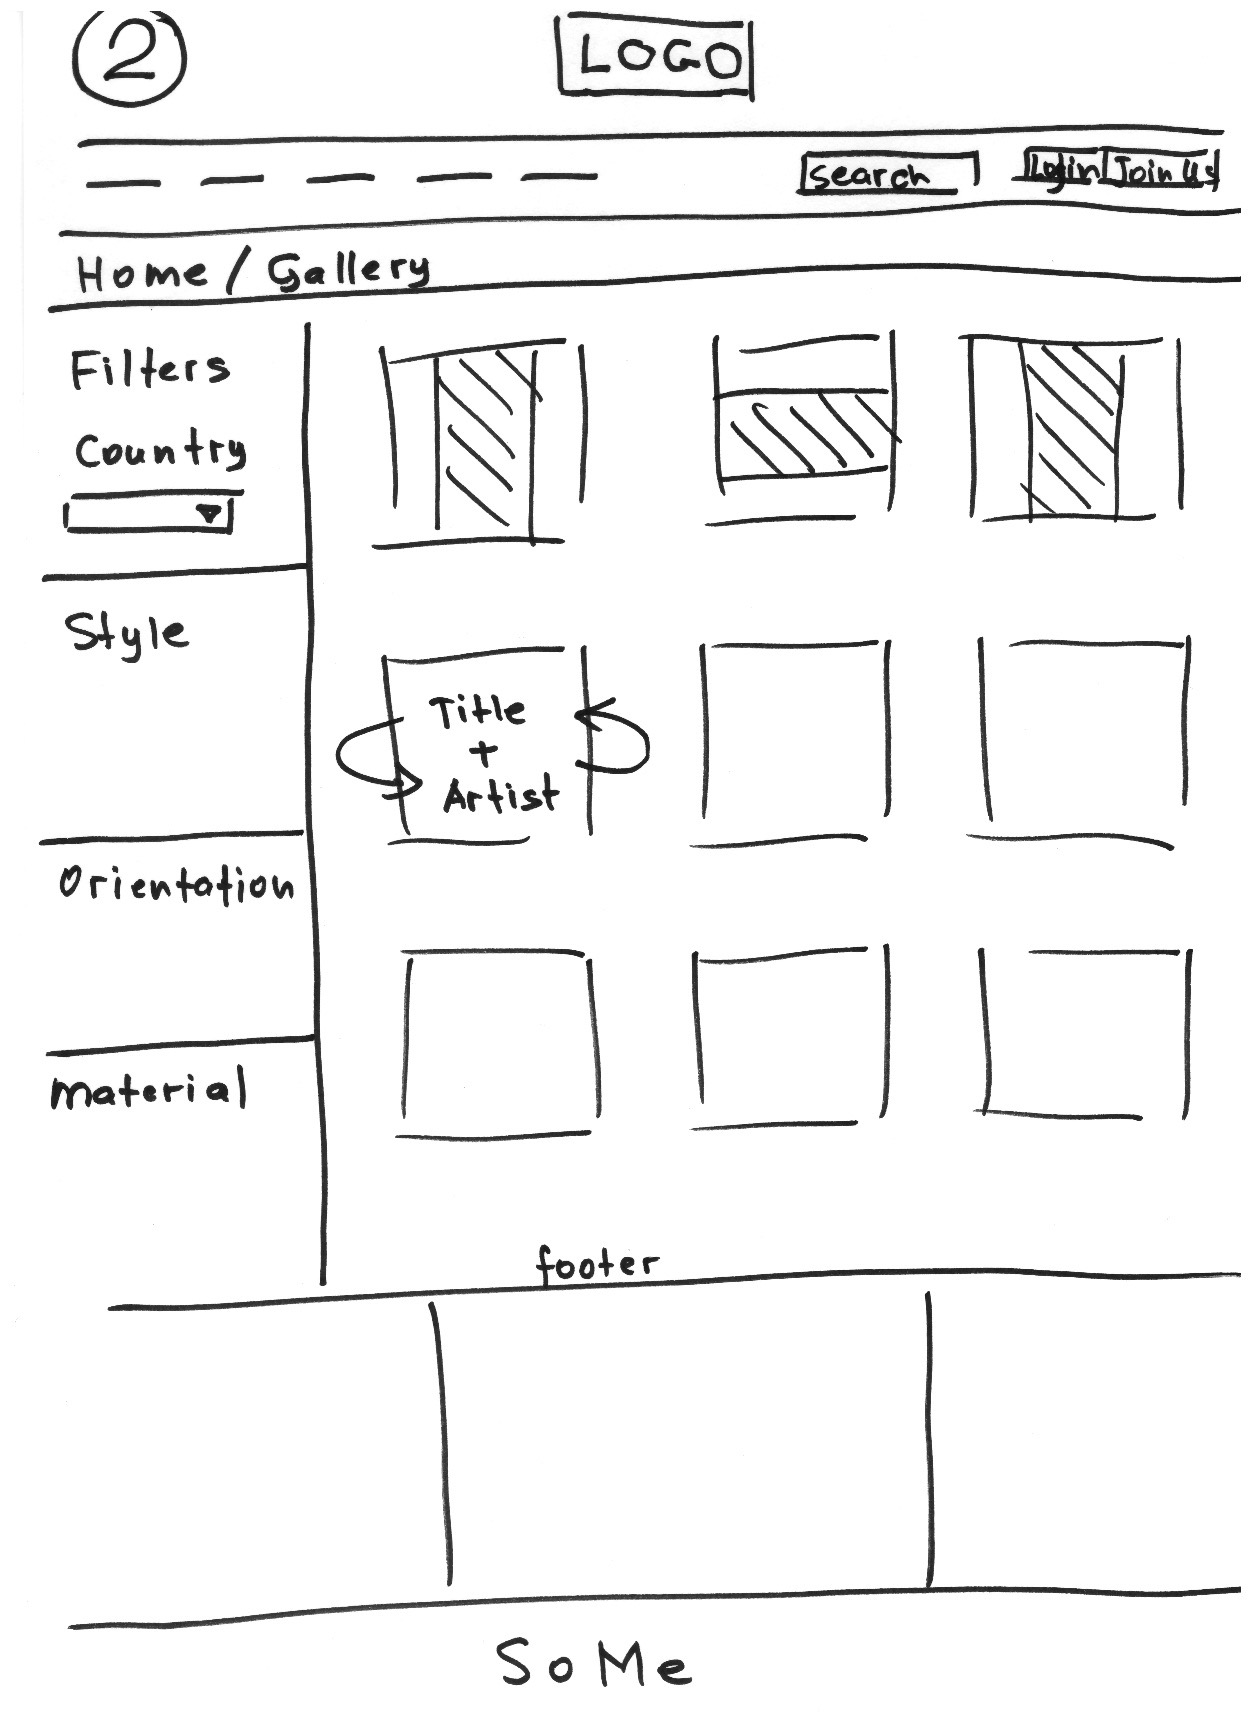 2
LOGO
Search
Login
Join Us
Home / Gallery
Filters
Country
Style
Orientation
material
Title
+
Artist
footer
SoMe